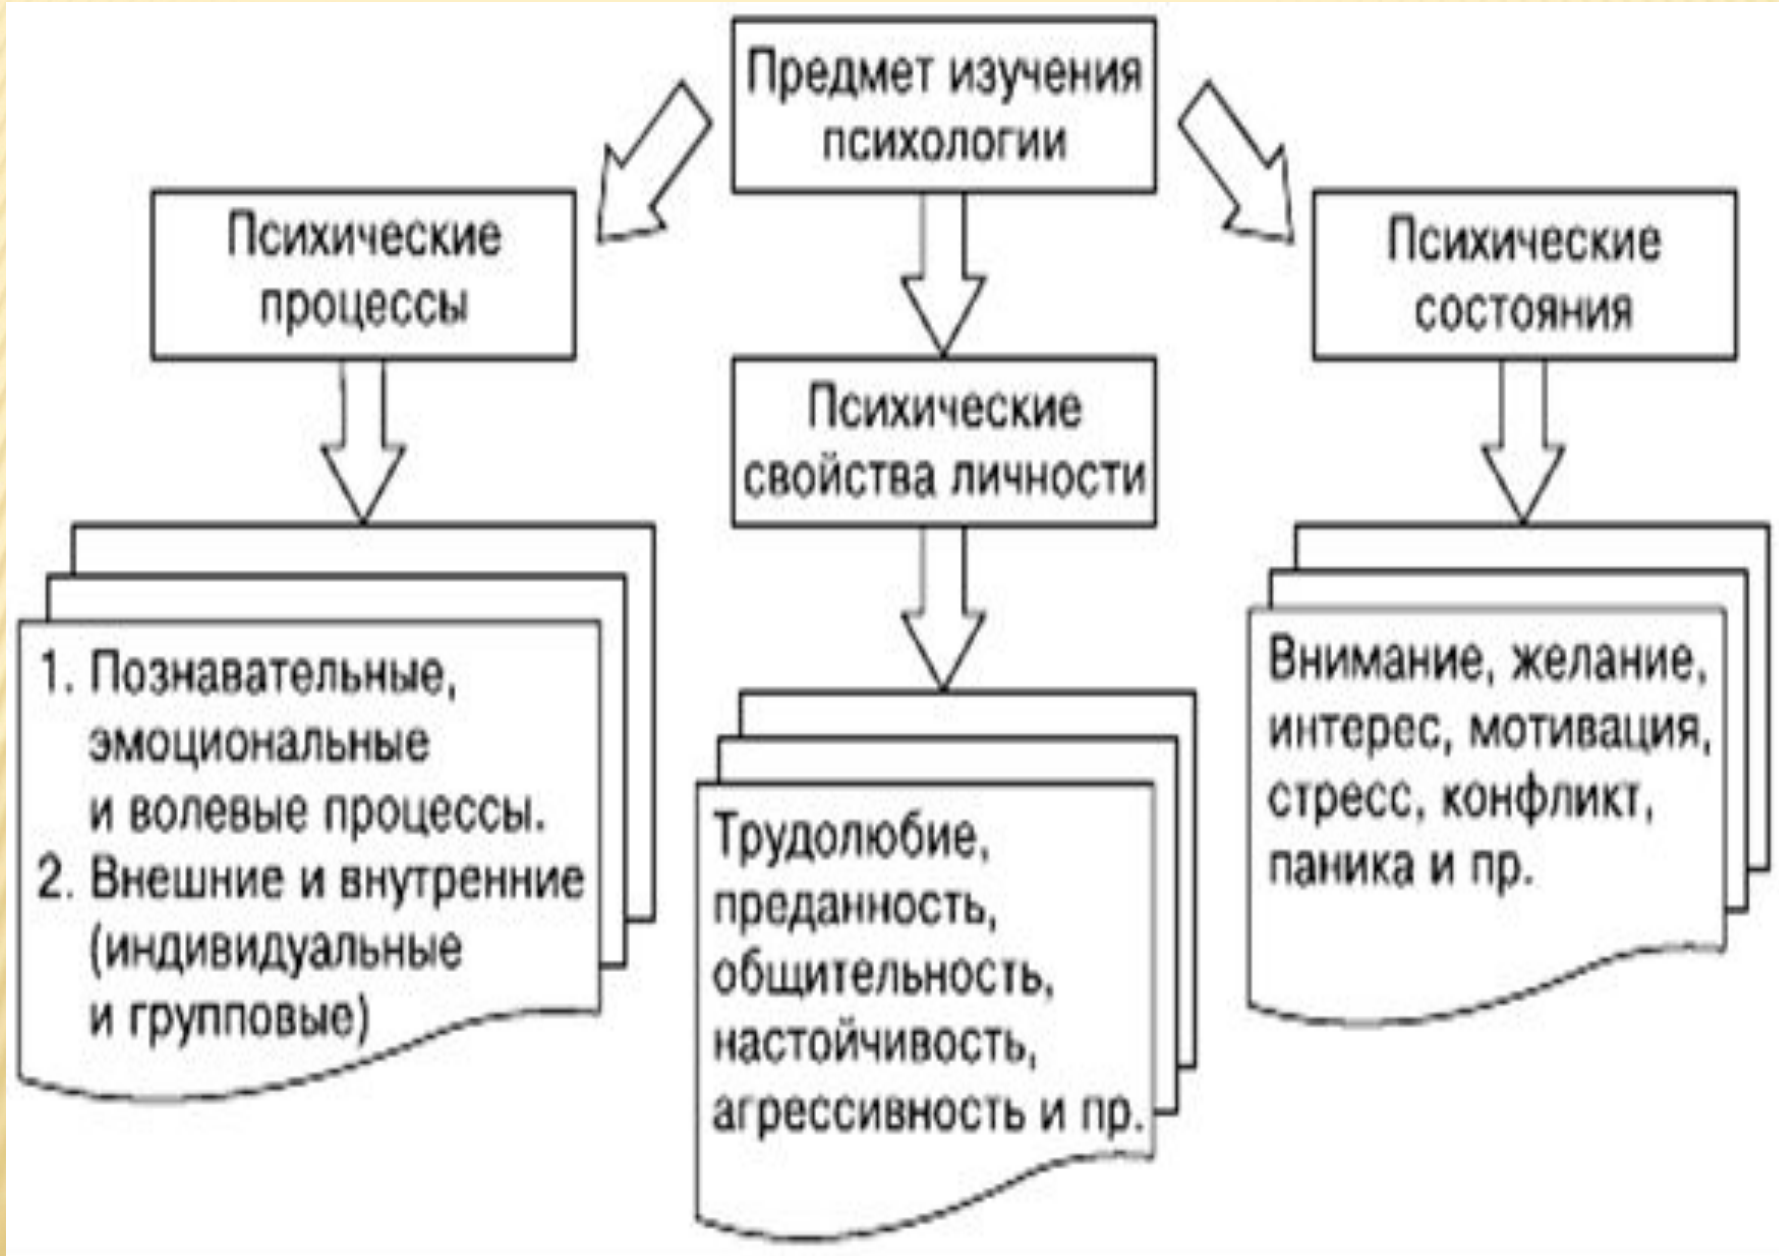 Предмет изучения
психологии
Психические
процессы
Психические
свойства личности
Психические
состояния
1. Познавательные,
эмоциональные
и волевые процессы.
2. Внешние и внутренние
(индивидуальные
и групповые)
Трудолюбие,
преданность,
общительность,
настойчивость,
агрессивность и пр.
Внимание, желание,
интерес, мотивация,
стресс, конфликт,
паника и пр.